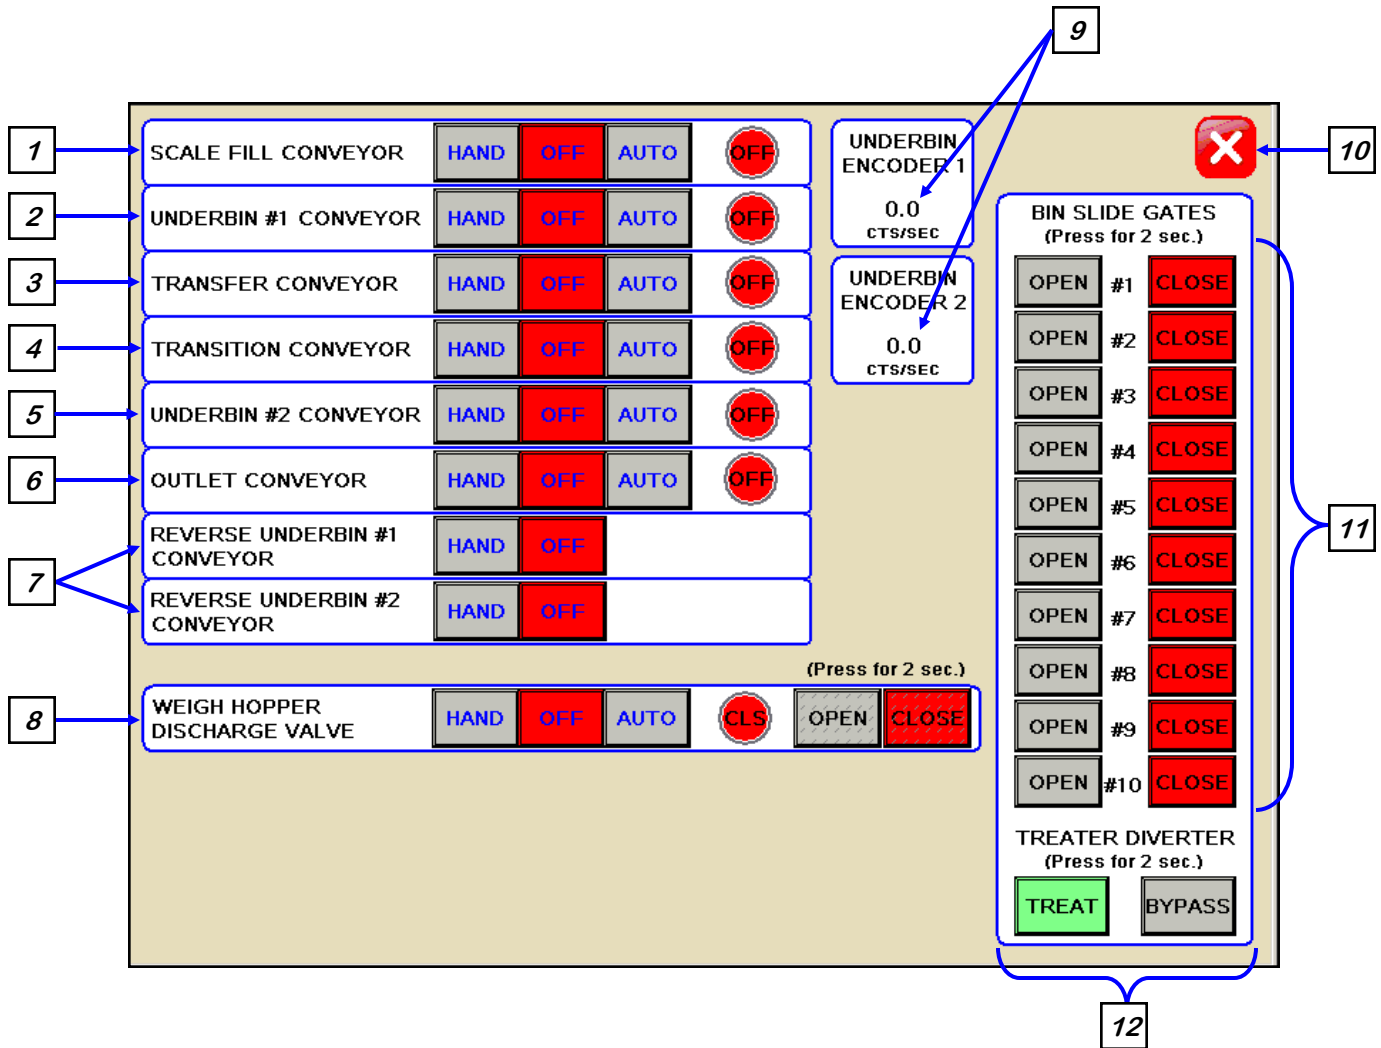 9
1
SCALE FILL CONVEYOR HAND OFF AUTO OFF
UNDERBIN
ENCODER 1
0.0
CTS/SEC
10
2
UNDERBIN #1 CONVEYOR HAND OFF AUTO OFF
3
TRANSFER CONVEYOR HAND OFF AUTO OFF
UNDERBIN
ENCODER 2
0.0
CTS/SEC
4
TRANSITION CONVEYOR HAND OFF AUTO OFF
5
UNDERBIN #2 CONVEYOR HAND OFF AUTO OFF
6
OUTLET CONVEYOR HAND OFF AUTO OFF
7
REVERSE UNDERBIN #1
CONVEYOR
HAND OFF
REVERSE UNDERBIN #2
CONVEYOR
HAND OFF
(Press for 2 sec.)
8
WEIGH HOPPER
DISCHARGE VALVE
HAND OFF AUTO CLS OPEN CLOSE
BIN SLIDE GATES
(Press for 2 sec.)
OPEN #1 CLOSE
OPEN #2 CLOSE
OPEN #3 CLOSE
OPEN #4 CLOSE
OPEN #5 CLOSE
OPEN #6 CLOSE
OPEN #7 CLOSE
OPEN #8 CLOSE
OPEN #9 CLOSE
OPEN #10 CLOSE
11
TREATER DIVERTER
(Press for 2 sec.)
TREAT BYPASS
12